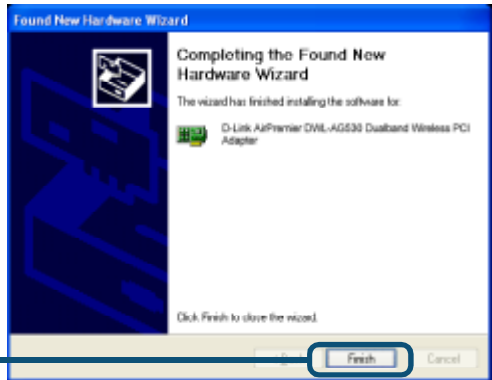 Found New Hardware Wizard
Completing the Found New
Hardware Wizard
The wizard has finished installing the software for:
D-Link AirPremier DWL-AG530 Dualband Wireless PCI
Adapter
Click Finish to close the wizard.
Finish
Cancel